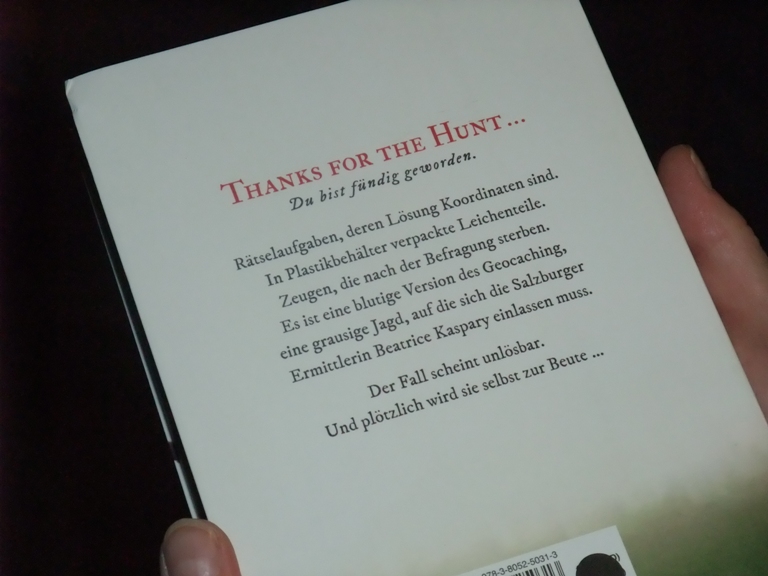 THANKS FOR THE HUNT ...
Du bist fündig geworden.
Rätselaufgaben, deren Lösung Koordinaten sind.
In Plastikbehälter verpackte Leichenteile.
Zeugen, die nach der Befragung sterben.
Es ist eine blutige Version des Geocaching,
eine grausige Jagd, auf die sich die Salzburger
Ermittlerin Beatrice Kaspary einlassen muss.
Der Fall scheint unlösbar.
Und plötzlich wird sie selbst zur Beute ...
978-3-8052-5031-3